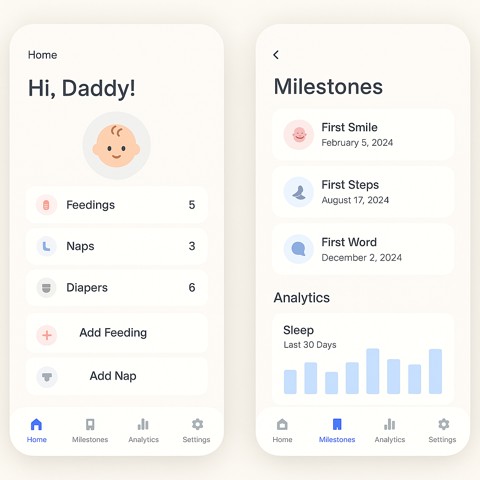 Home
Hi, Daddy!
Feedings 5
Naps 3
Diapers 6
Add Feeding
Add Nap
Home Milestones Analytics Settings
Milestones
First Smile
February 5, 2024
First Steps
August 17, 2024
First Word
December 2, 2024
Analytics
Sleep
Last 30 Days
Home Milestones Analytics Settings